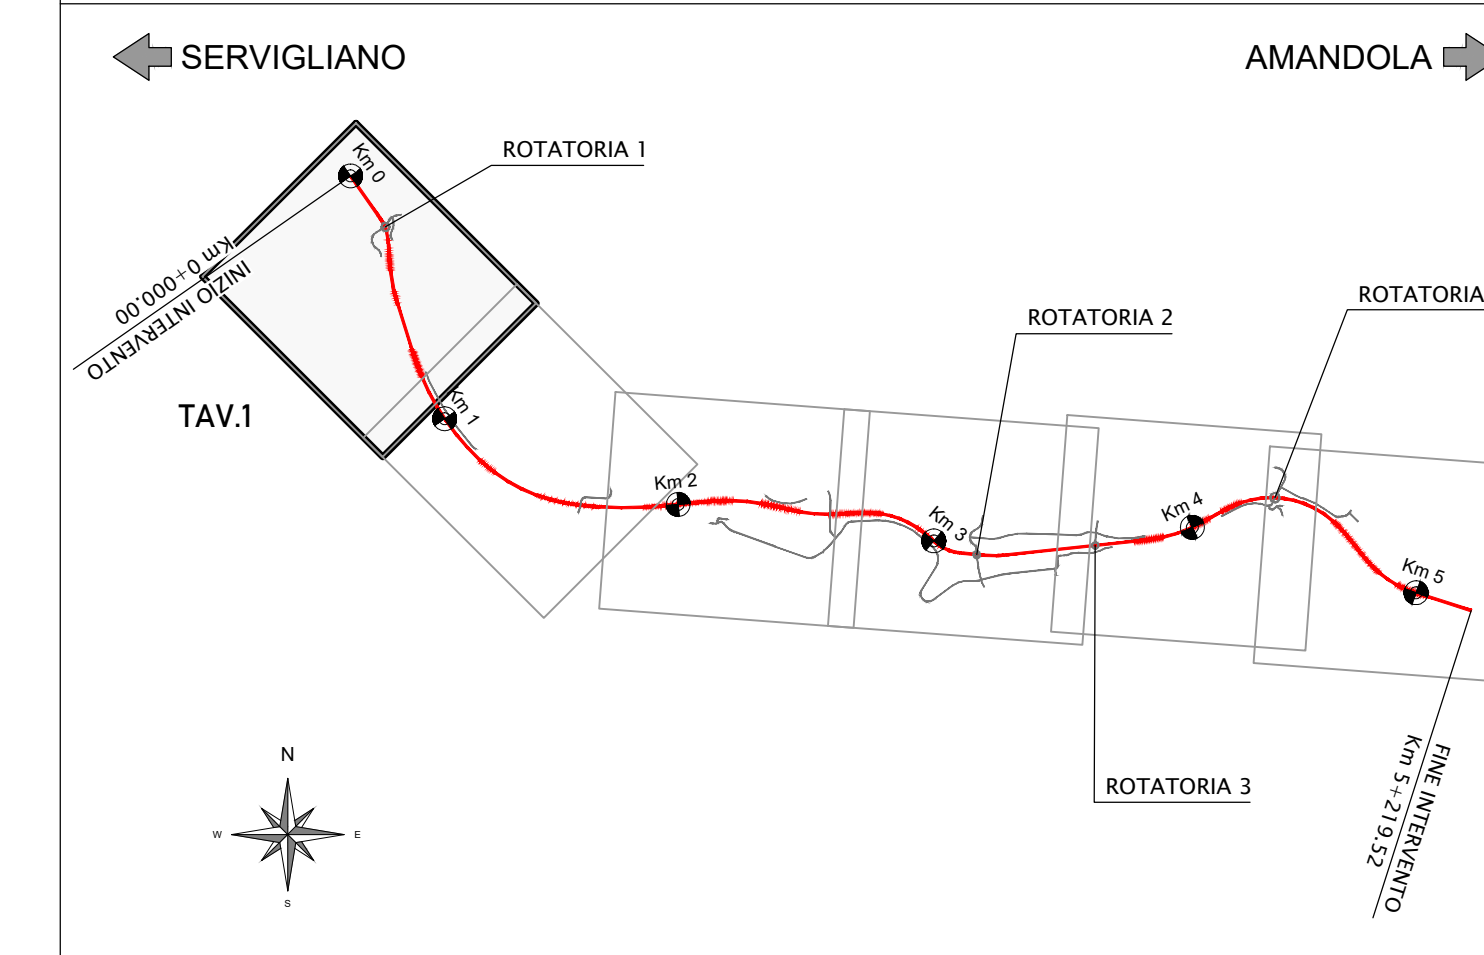 SERVIGLIANO
AMANDOLA
ROTATORIA 1
Km 0
Km 0+000.00
INIZIO INTERVENTO
TAV.1
Km 1
ROTATORIA
ROTATORIA 2
Km 2
Km 3
Km 4
Km 5
ROTATORIA 3
FINE INTERVENTO
Km 5+219.52
N
W
E
S